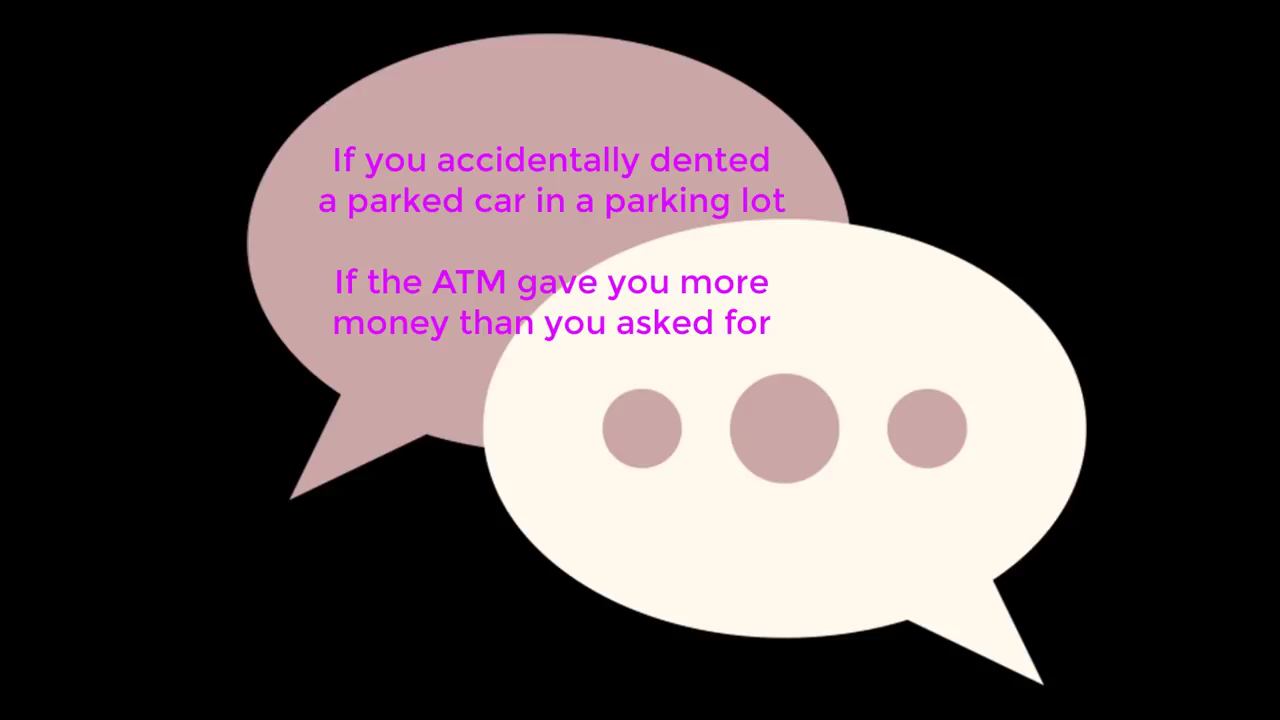 If you accidentally dented
a parked car in a parking lot
If the ATM gave you more
money than you asked for